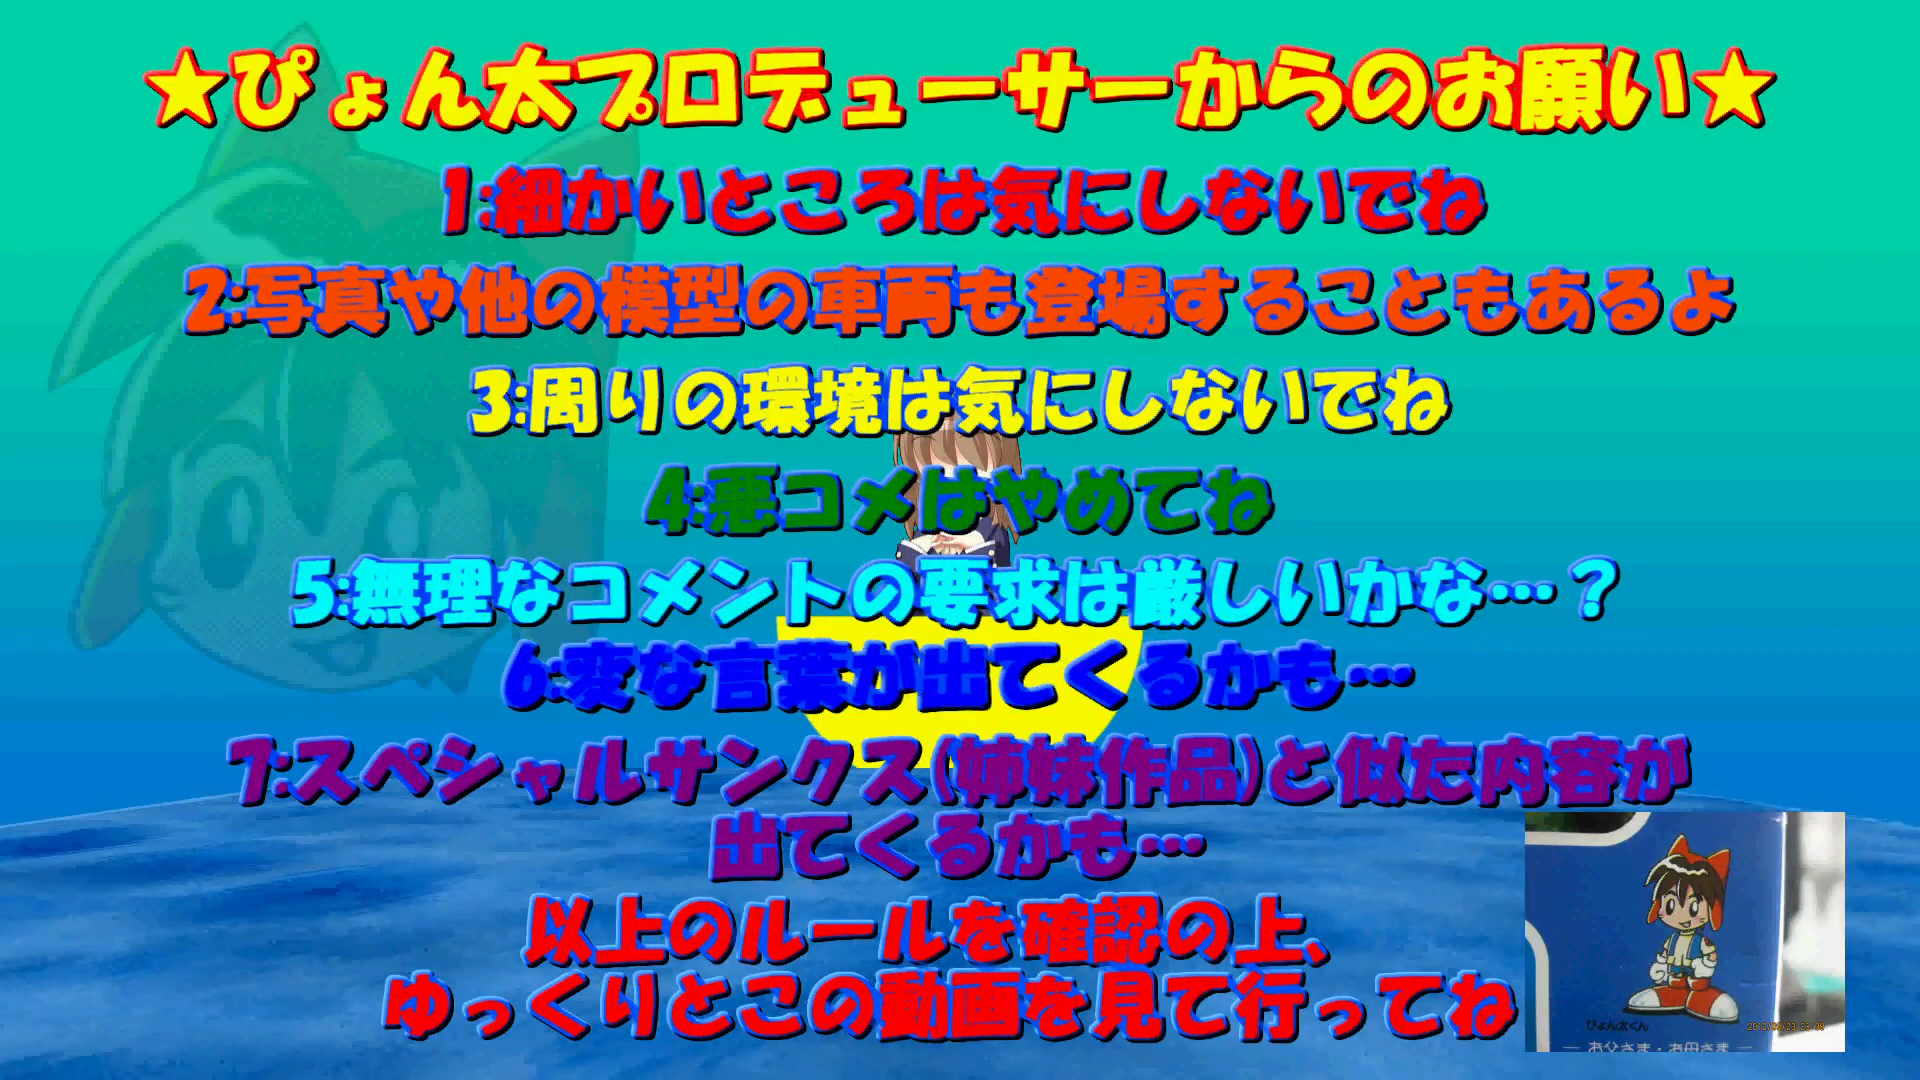 ★ぴょん太プロデューサーからのお願い★
1:細かいところは気にしないでね
2:写真や他の模型の車両も登場することもあるよ
3:周りの環境は気にしないでね
4:悪コメはやめてね
5:無理なコメントの要求は厳しいかな…？
6:変な言葉が出てくるかも…
7:スペシャルサンクス(姉妹作品)と似た内容が
出てくるかも…
以上のルールを確認の上、
ゆっくりとこの動画を見て行ってね
ぴょん太くん
― お父さま・お母さま ―